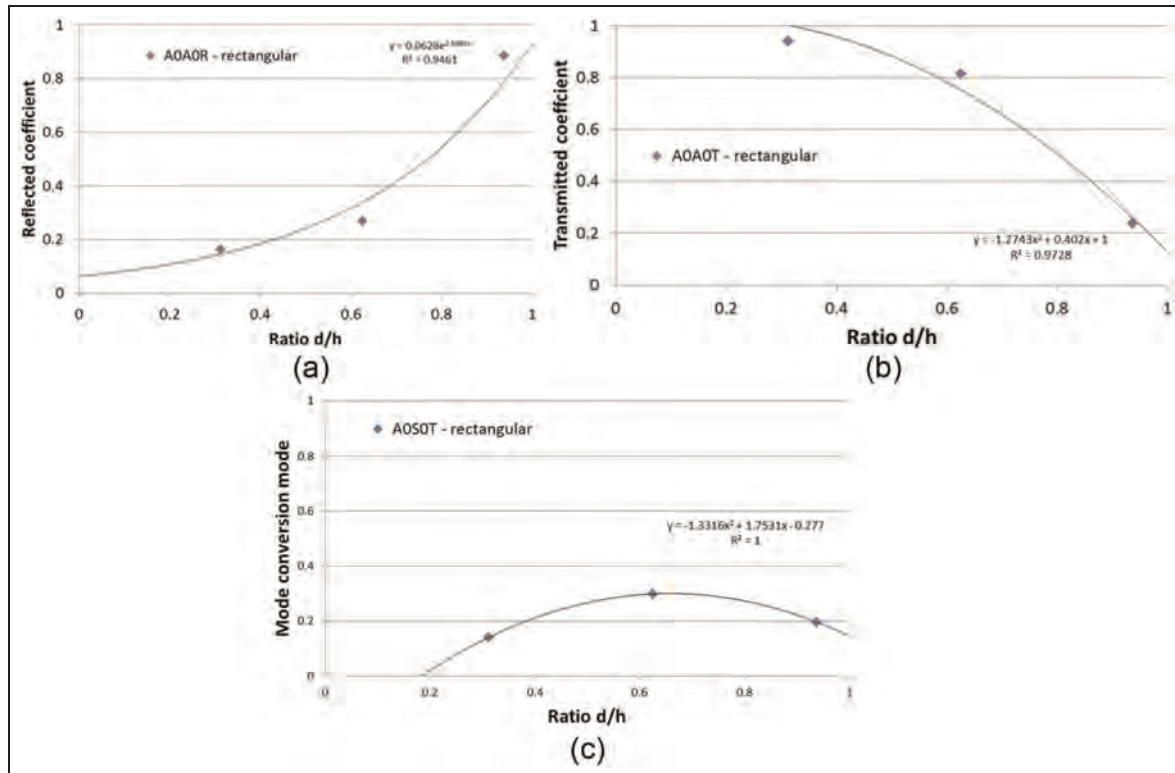 1
0.8
0.6
0.4
0.2
0
A0A0R - rectangular
R² = 0.9461
Reflected coefficient
0 0.2 0.4 0.6 0.8 1
Ratio d/h
(a)
1
0.8
0.6
0.4
0.2
0
A0A0T - rectangular
y = -1.2743x² + 0.402x + 1
R² = 0.9728
Transmitted coeffcient
0 0.2 0.4 0.6 0.8 1
Ratio d/h
(b)
1
0.8
0.6
0.4
0.2
0
A0S0T - rectangular
y = -1.3316x² + 1.7531x - 0.277
R² = 1
Mode conversion mode
0 0.2 0.4 0.6 0.8 1
Ratio d/h
(c)